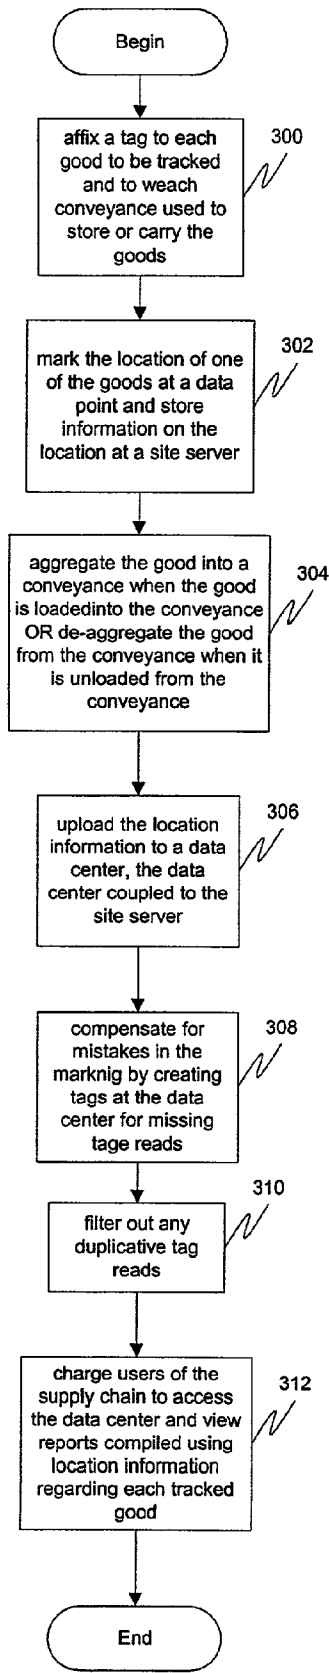 Begin
affix a tag to each
good to be tracked
and to weach
conveyance used to
store or carry the
goods
300
mark the location of one
of the goods at a data
point and store
information on the
location at a site server
302
aggregate the good into a
conveyance when the good
is loadedinto the conveyance
OR de-aggregate the good
from the conveyance when it
is unloaded from the
conveyance
304
upload the location
information to a data
center, the data
center coupled to the
site server
306
compensate for
mistakes in the
marknig by creating
tags at the data
center for missing
tage reads
308
filter out any
duplicative tag
reads
310
charge users of the
supply chain to access
the data center and view
reports compiled using
location information
regarding each tracked
good
312
End